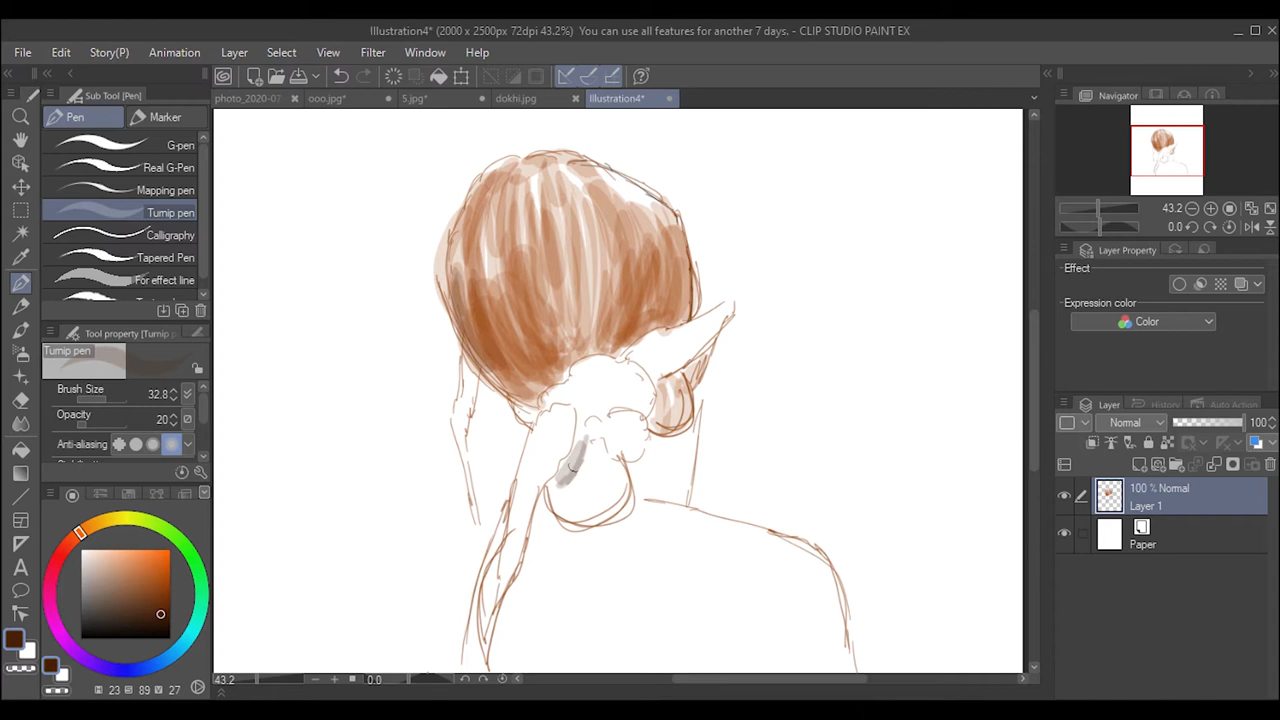 Illustration4* (2000 x 2500px 72dpi 43.2%) You can use all features for another 7 days. - CLIP STUDIO PAINT EX
File Edit Story(P) Animation Layer Select View Filter Window Help
Sub Tool [Pen]
photo_2020-07 ooo.jpg* 5.jpg* dokhi.jpg Illustration4*
Navigator
Pen Marker
G-pen
Real G-Pen
Mapping pen
Turnip pen
Calligraphy
Tapered Pen
For effect line
43.2
0.0
Layer Property
Effect
Expression color
Color
Tool property [Turnip p
Turnip pen
Brush Size 32.8
Opacity 20
Anti-aliasing
Layer History Auto Action
Normal 100
100 % Normal
Layer 1
Paper
43.2 0.0
H 23 S 89 V 27